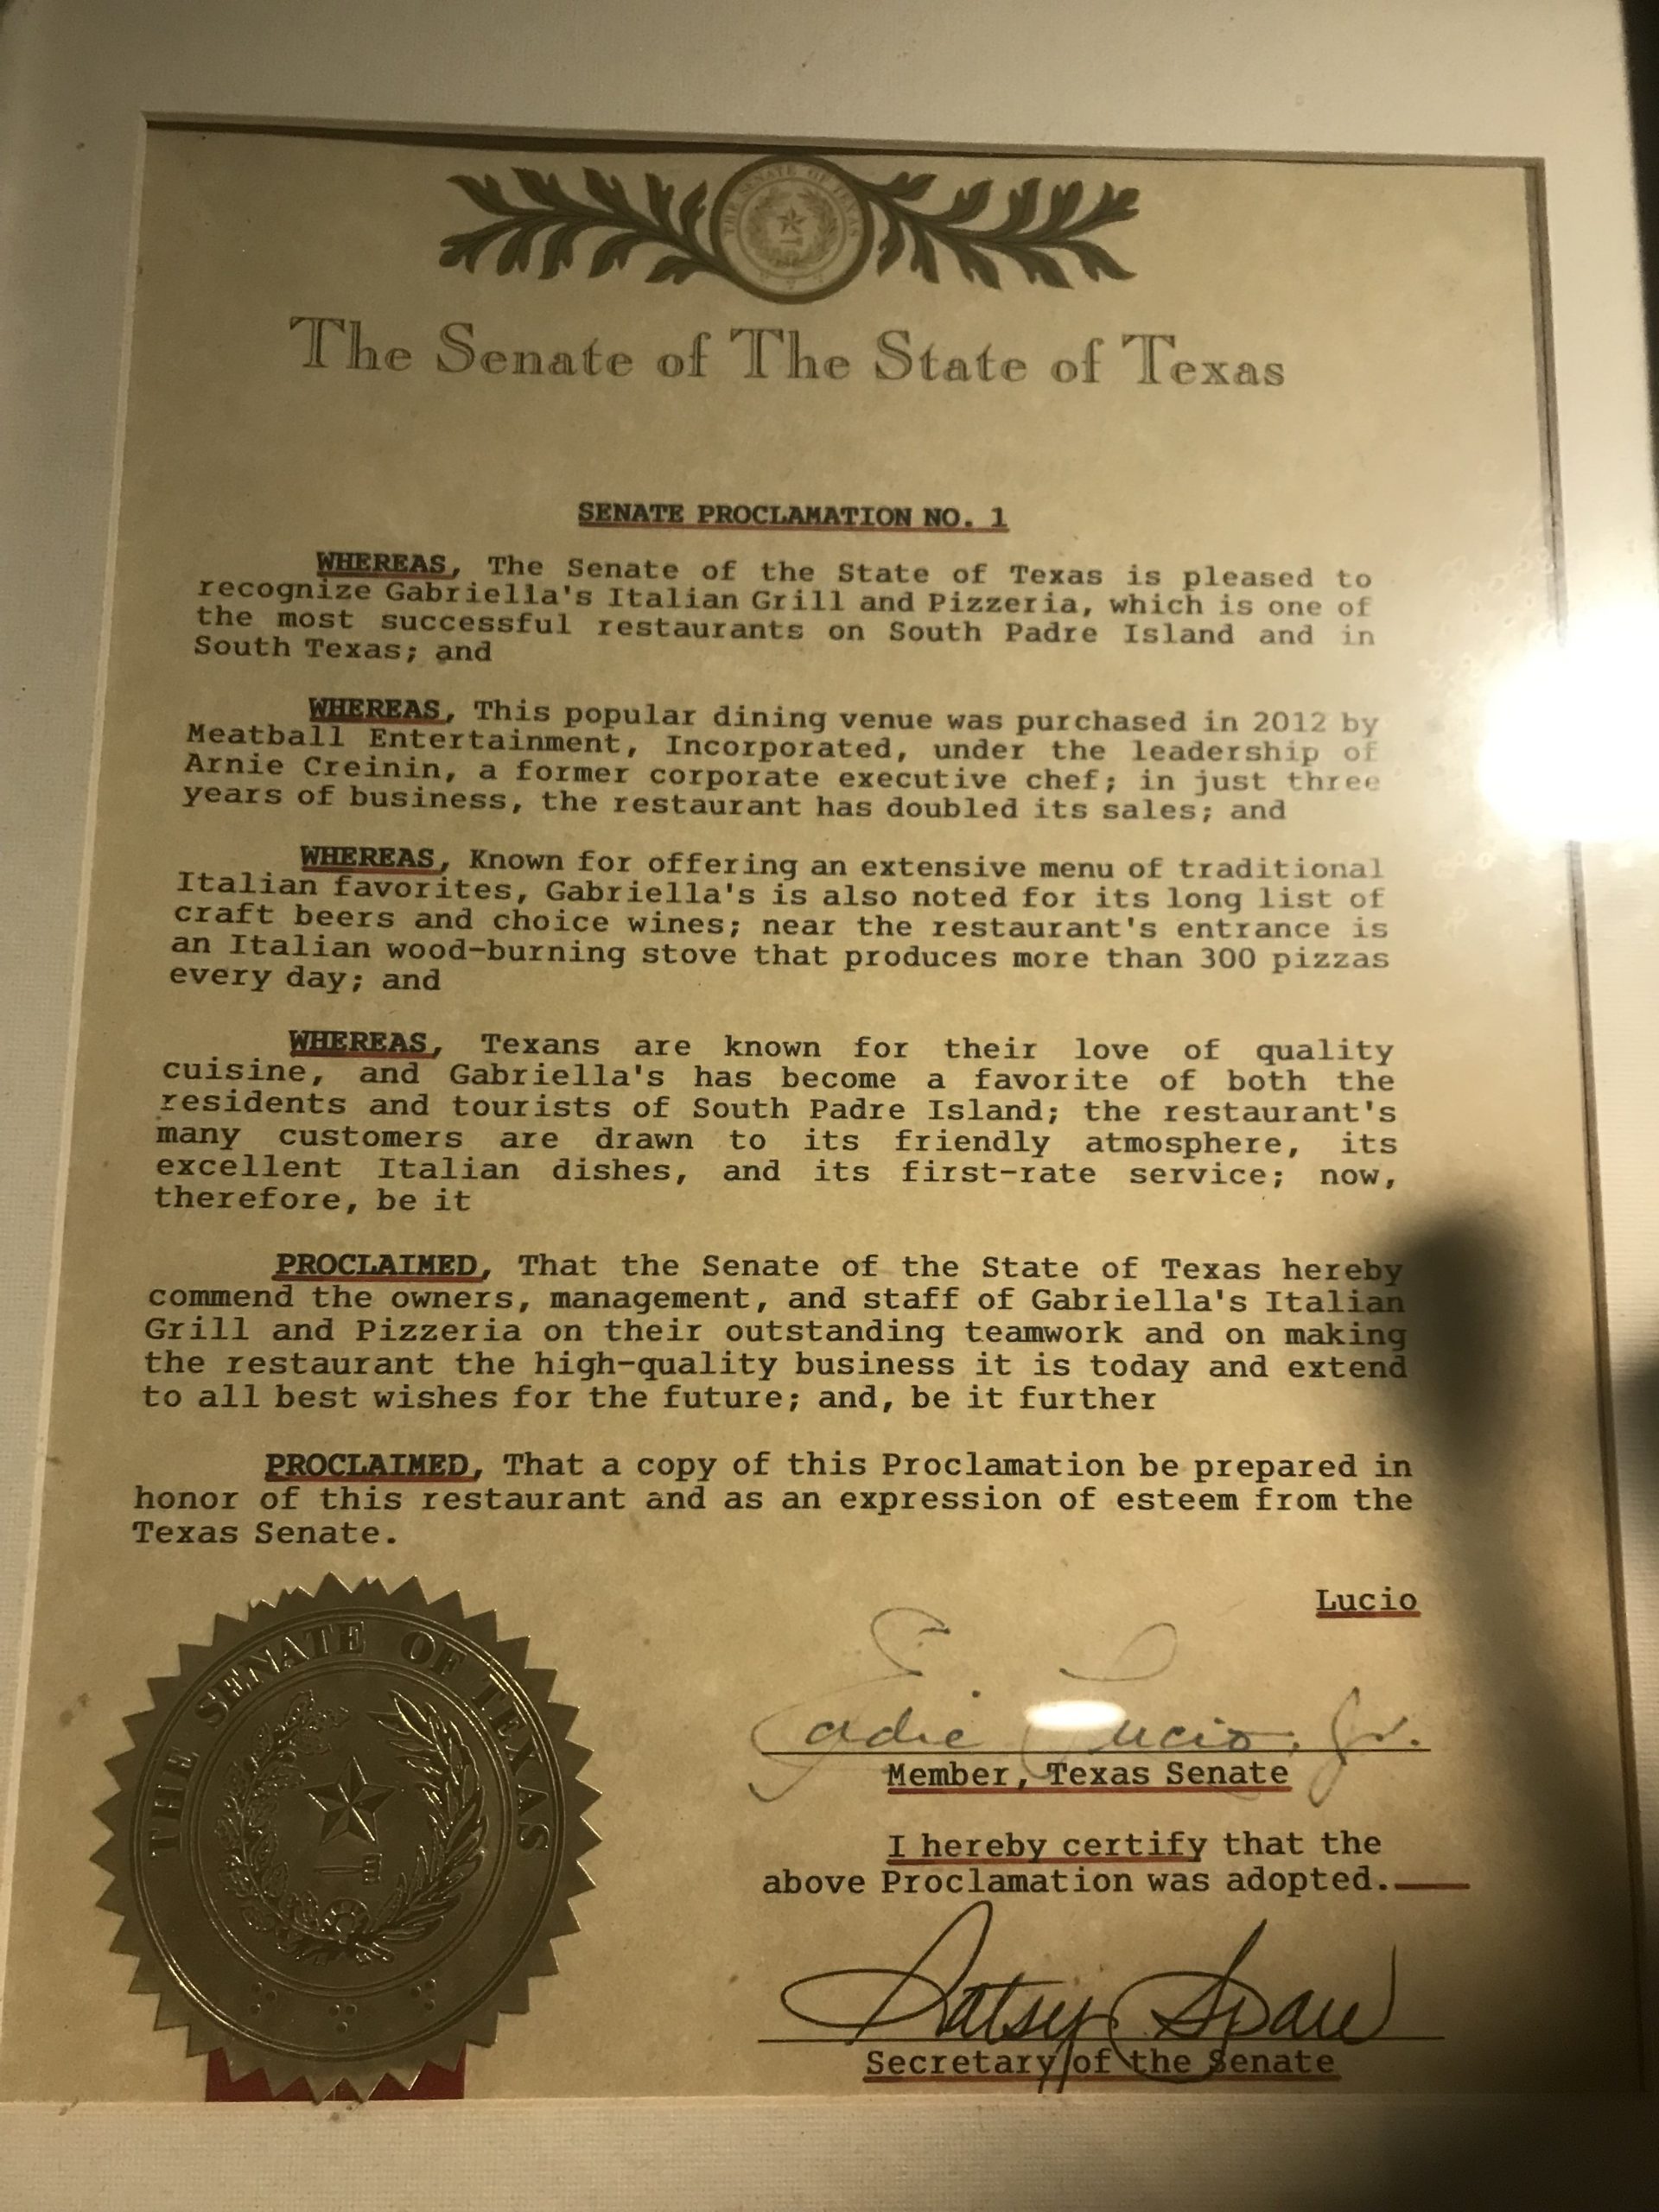 THE SENATE OF TEXAS
The Senate of The State of Texas
SENATE PROCLAMATION NO. 1
WHEREAS, The Senate of the State of Texas is pleased to
recognize Gabriella's Italian Grill and Pizzeria, which is one of
the most successful restaurants on South Padre Island and in
South Texas; and
WHEREAS, This popular dining venue was purchased in 2012 by
Meatball Entertainment, Incorporated, under the leadership of
Arnie Creinin, a former corporate executive chef; in just three
years of business, the restaurant has doubled its sales; and
WHEREAS, Known for offering an extensive menu of traditional
Italian favorites, Gabriella's is also noted for its long list of
craft beers and choice wines; near the restaurant's entrance is
an Italian wood-burning stove that produces more than 300 pizzas
every day; and
WHEREAS, Texans are known for their love of quality
cuisine, and Gabriella's has become a favorite of both the
residents and tourists of South Padre Island; the restaurant's
many customers are drawn to its friendly atmosphere, its
excellent Italian dishes, and its first-rate service; now,
therefore, be it
PROCLAIMED, That the Senate of the State of Texas hereby
commend the owners, management, and staff of Gabriella's Italian
Grill and Pizzeria on their outstanding teamwork and on making
the restaurant the high-quality business it is today and extend
to all best wishes for the future; and, be it further
PROCLAIMED, That a copy of this Proclamation be prepared in
honor of this restaurant and as an expression of esteem from the
Texas Senate.
Lucio
Eddie Lucio, Jr.
Member, Texas Senate
I hereby certify that the
above Proclamation was adopted.
Patsy Spaw
Secretary of the Senate
THE SENATE OF TEXAS